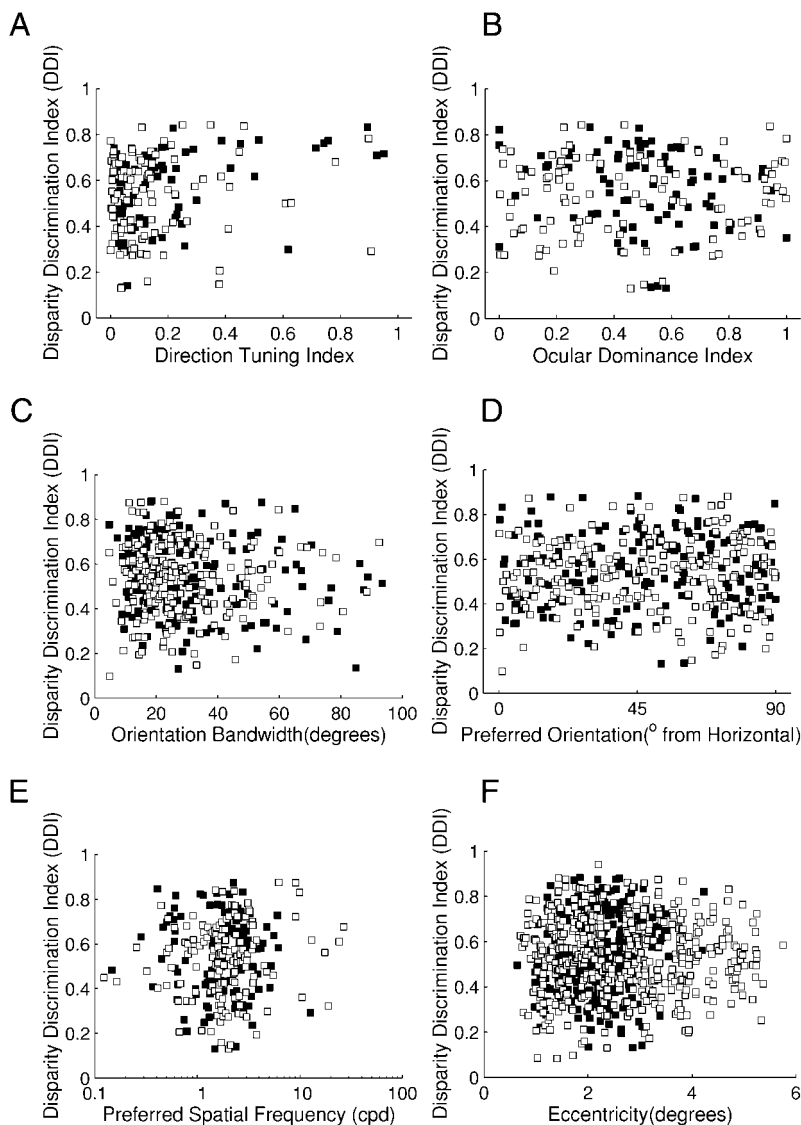 A
Disparity Discrimination Index (DDI)
1
0.8
0.6
0.4
0.2
0
0 0.2 0.4 0.6 0.8 1
Direction Tuning Index
B
Disparity Discrimination Index (DDI)
1
0.8
0.6
0.4
0.2
0
0 0.2 0.4 0.6 0.8 1
Ocular Dominance Index
C
Disparity Discrimination Index (DDI)
1
0.8
0.6
0.4
0.2
0
0 20 40 60 80 100
Orientation Bandwidth(degrees)
D
Disparity Discrimination Index (DDI)
1
0.8
0.6
0.4
0.2
0
0 45 90
Preferred Orientation(º from Horizontal)
E
Disparity Discrimination Index (DDI)
1
0.8
0.6
0.4
0.2
0
0.1 1 10 100
Preferred Spatial Frequency (cpd)
F
Disparity Discrimination Index (DDI)
1
0.8
0.6
0.4
0.2
0
0 2 4 6
Eccentricity(degrees)